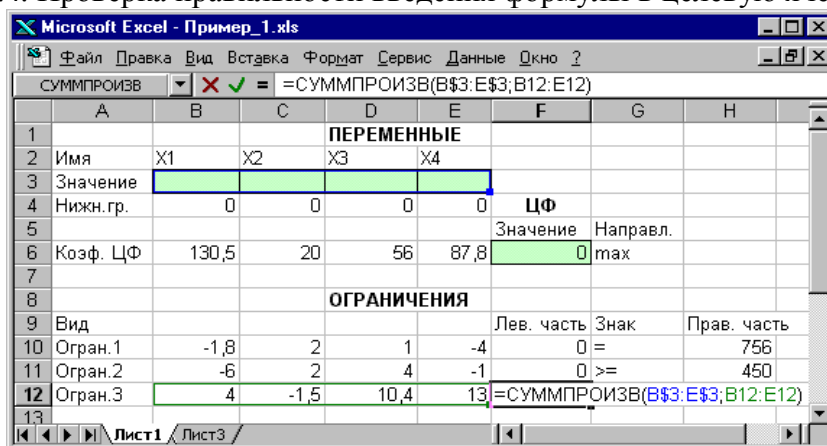 Microsoft Excel - Пример_1.xls
Файл Правка Вид Вставка Формат Сервис Данные Окно ?
СУММПРОИЗВ = =СУММПРОИЗВ(B$3:E$3;B12:E12)
A B C D E F G H
1 ПЕРЕМЕННЫЕ
2 Имя X1 X2 X3 X4
3 Значение
4 Нижн.гр. 0 0 0 0 ЦФ
5 Значение Направл.
6 Коэф. ЦФ 130,5 20 56 87,8 0 max
7
8 ОГРАНИЧЕНИЯ
9 Вид Лев. часть Знак Прав. часть
10 Огран.1 -1,8 2 1 -4 0 = 756
11 Огран.2 -6 2 4 -1 0 >= 450
12 Огран.3 4 -1,5 10,4 13 =СУММПРОИЗВ(B$3:E$3;B12:E12)
13
Лист1 Лист3